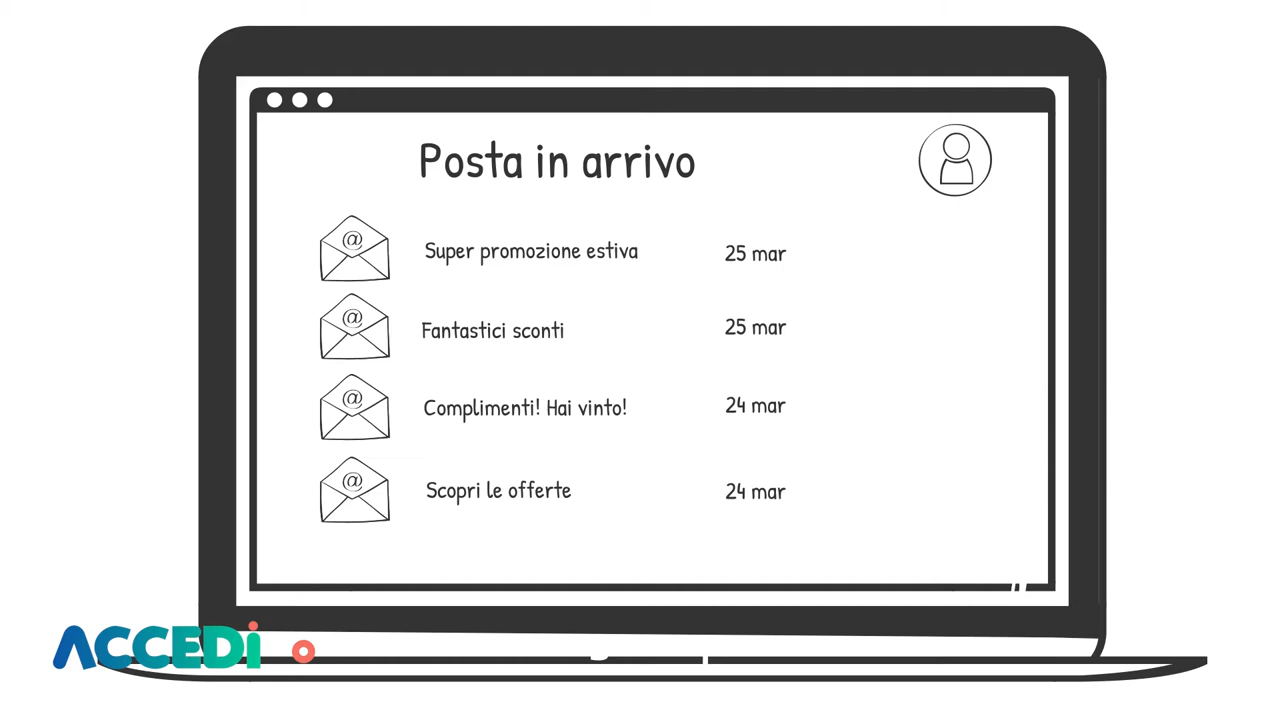 Posta in arrivo
@ Super promozione estiva 25 mar
@ Fantastici sconti 25 mar
@ Complimenti! Hai vinto! 24 mar
@ Scopri le offerte 24 mar
ACCEDi